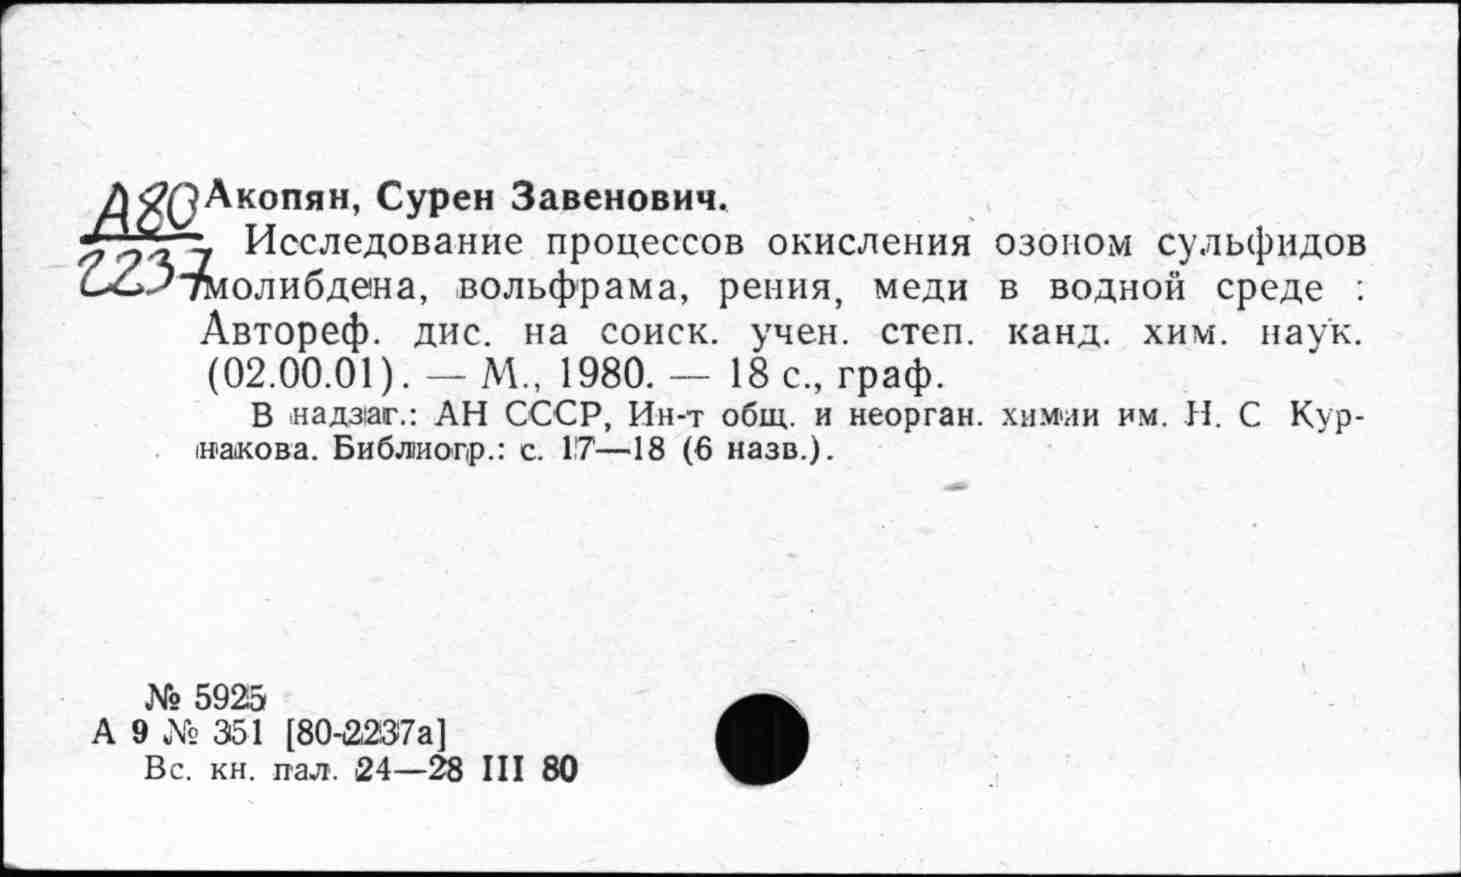 А80
2237
Акопян, Сурен Завенович.
Исследование процессов окисления озоном сульфидов
молибдена, вольфрама, рения, меди в водной среде :
Автореф. дис. на соиск. учен. степ. канд. хим. наук.
(02.00.01). — М., 1980. — 18 с., граф.
В надзаг.: АН СССР, Ин-т общ. и неорган. химии им. Н. С Кур-
накова. Библиогр.: с. 17—18 (6 назв.).
№ 5925
А 9 № 351 [80-2237а]
Вс. кн. пал. 24—28 III 80